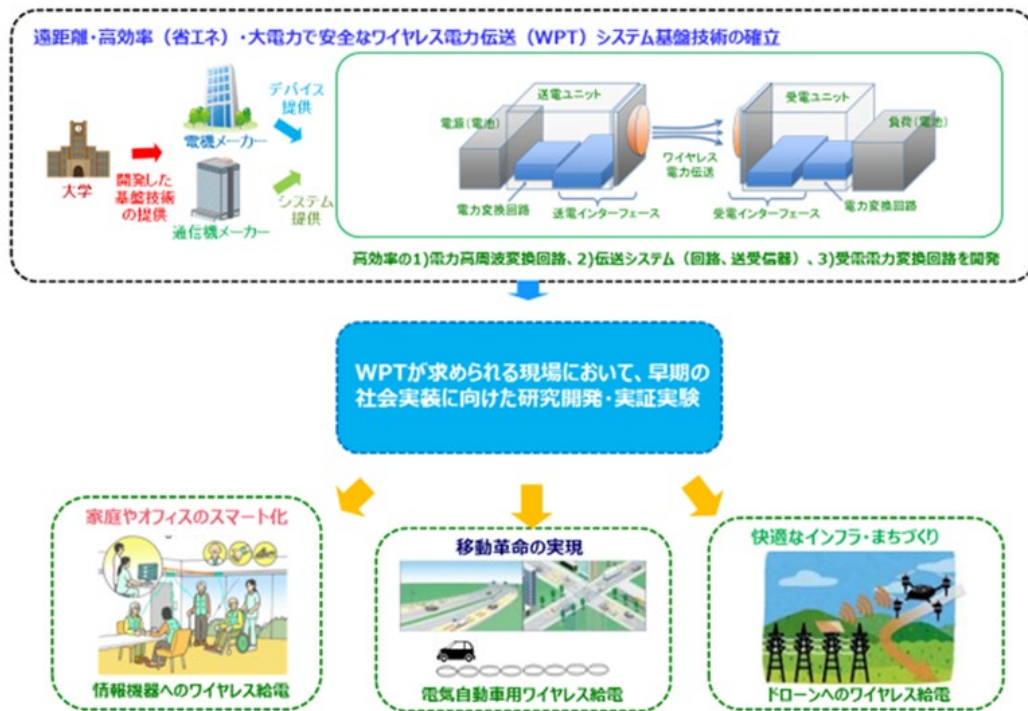 遠距離・高効率（省エネ）・大電力で安全なワイヤレス電力伝送（WPT）システム基盤技術の確立
大学
開発した
基盤技術
の提供
電機メーカー
通信機メーカー
デバイス
提供
システム
提供
電源(電池)
送電ユニット
電力変換回路
送電インターフェース
ワイヤレス
電力伝送
受電ユニット
負荷(電池)
受電インターフェース
電力変換回路
高効率の1)電力高周波変換回路、2)伝送システム（回路、送受信器）、3)受電電力変換回路を開発
WPTが求められる現場において、早期の
社会実装に向けた研究開発・実証実験
家庭やオフィスのスマート化
情報機器へのワイヤレス給電
移動革命の実現
電気自動車用ワイヤレス給電
快適なインフラ・まちづくり
ドローンへのワイヤレス給電